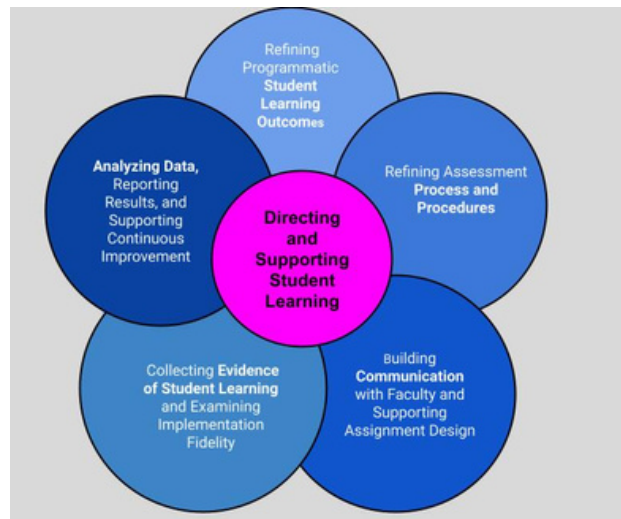 Refining
Programmatic
Student
Learning
Outcomes
Refining Assessment
Process and
Procedures
Building
Communication
with Faculty and
Supporting
Assignment Design
Collecting Evidence
of Student Learning
and Examining
Implementation
Fidelity
Analyzing Data,
Reporting
Results, and
Supporting
Continuous
Improvement
Directing
and
Supporting
Student
Learning